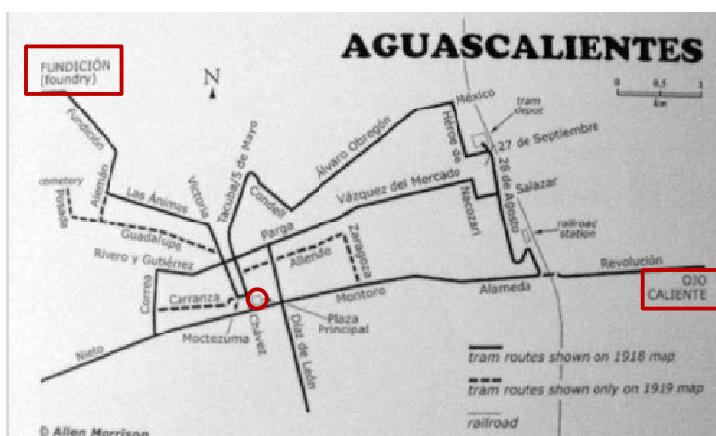 AGUASCALIENTES
FUNDICIÓN
(foundry)
N
0 0.5 1
km
México
tram
depot
Fundición
Tacuba/5 de Mayo
Álvaro Obregón
Héroe de
27 de Septiembre
cemetery
Alemán
Las Ánimas
Victoria
Condell
Vázquez del Mercado
28 de Agosto
Salazar
Posada
Guadalupe
Parga
Nacozari
railroad
station
Rivero y Gutiérrez
Allende
Zaragoza
Revolución
Correa
Carranza
Montoro
Alameda
OJO
CALIENTE
Moctezuma
Chávez
Díaz de León
Plaza
Principal
Nieto
tram routes shown on 1918 map
tram routes shown only on 1919 map
railroad
© Allen Morrison